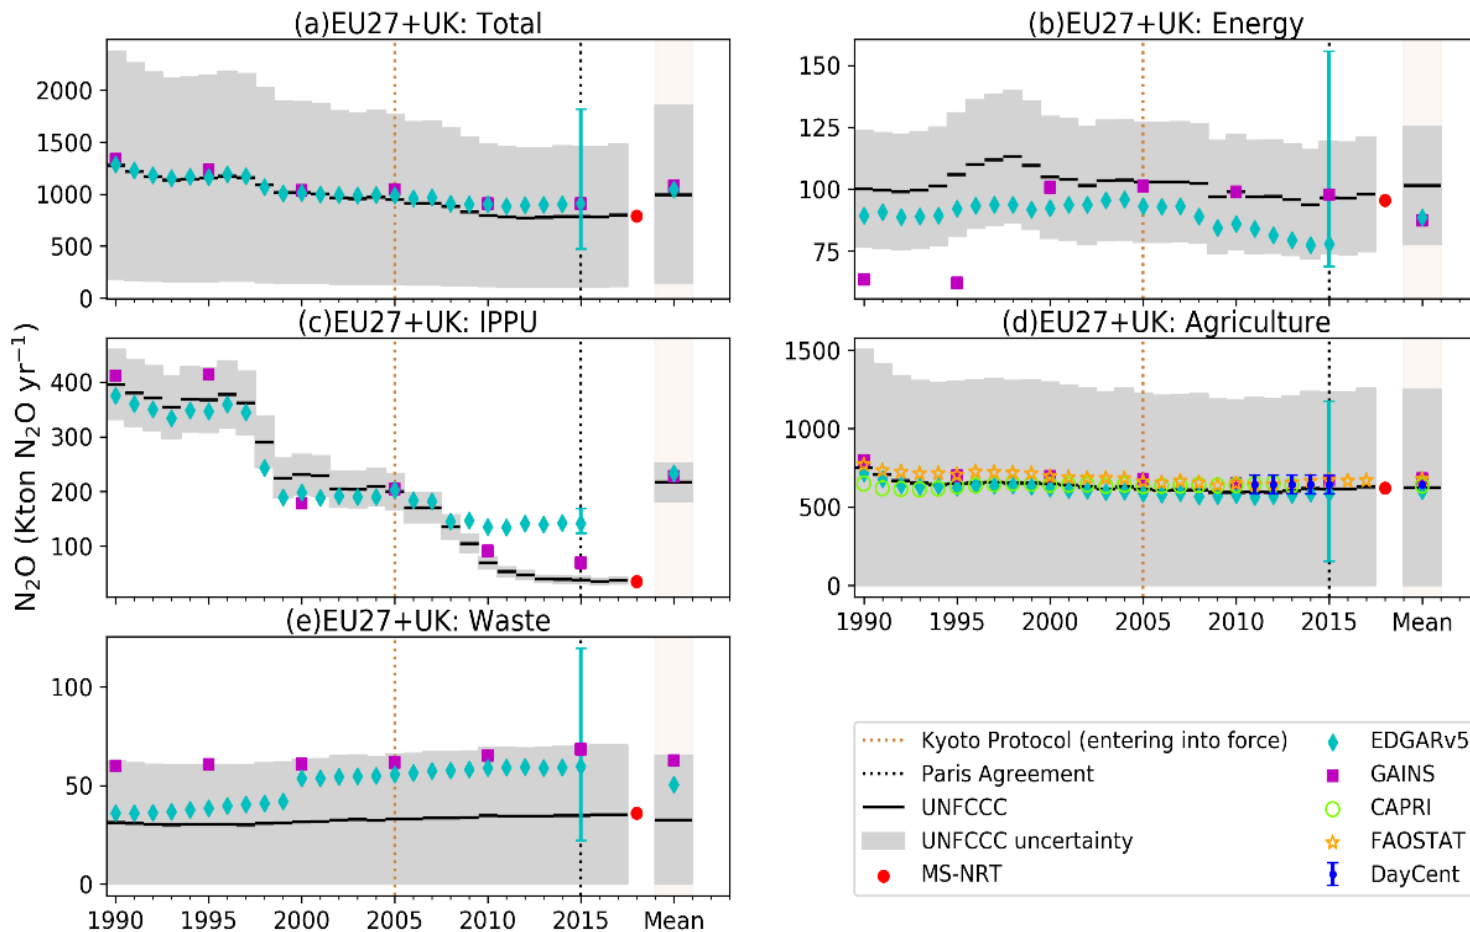 (a)EU27+UK: Total
(b)EU27+UK: Energy
2000
1500
1000
500
0
150
125
100
75
(c)EU27+UK: IPPU
(d)EU27+UK: Agriculture
N₂O (Kton N₂O yr⁻¹)
400
300
200
100
1500
1000
500
0
1990 1995 2000 2005 2010 2015 Mean
(e)EU27+UK: Waste
100
50
0
1990 1995 2000 2005 2010 2015 Mean
Kyoto Protocol (entering into force)
Paris Agreement
UNFCCC
UNFCCC uncertainty
MS-NRT
EDGARv5
GAINS
CAPRI
FAOSTAT
DayCent